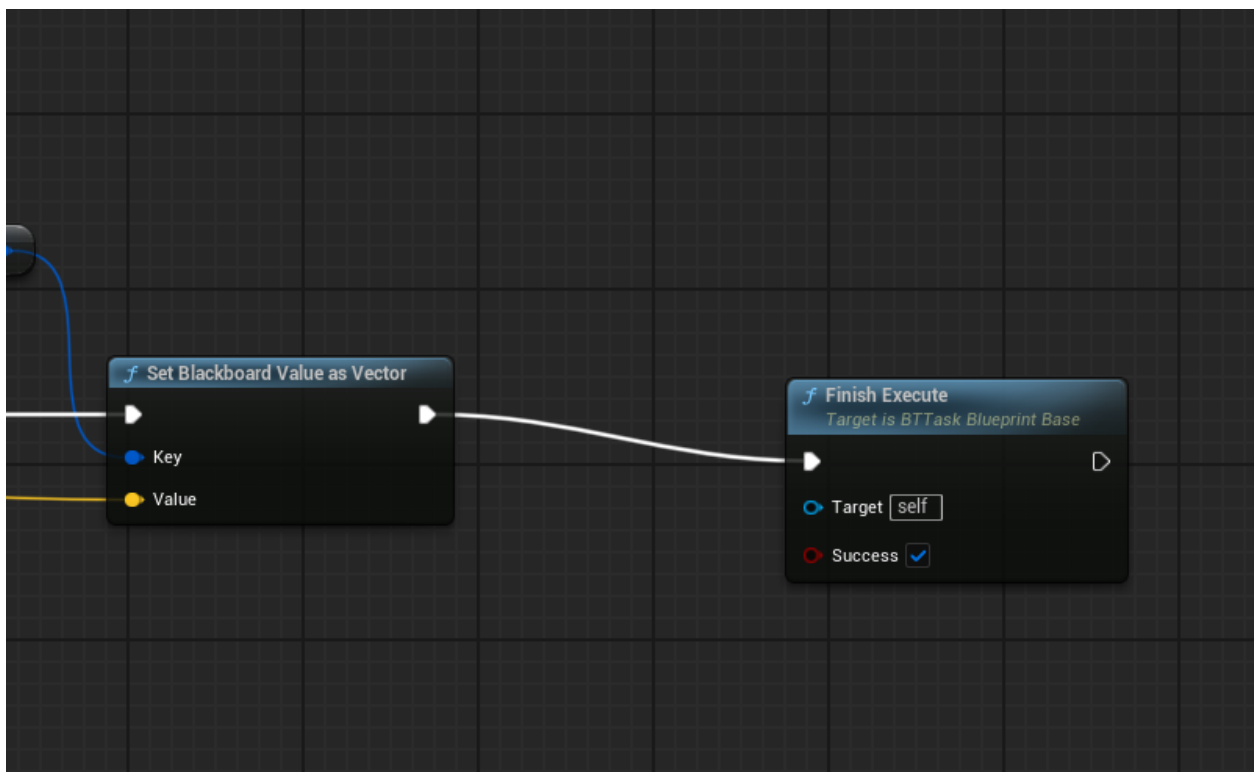 f Set Blackboard Value as Vector
Key
Value
f Finish Execute
Target is BTTask Blueprint Base
Target self
Success